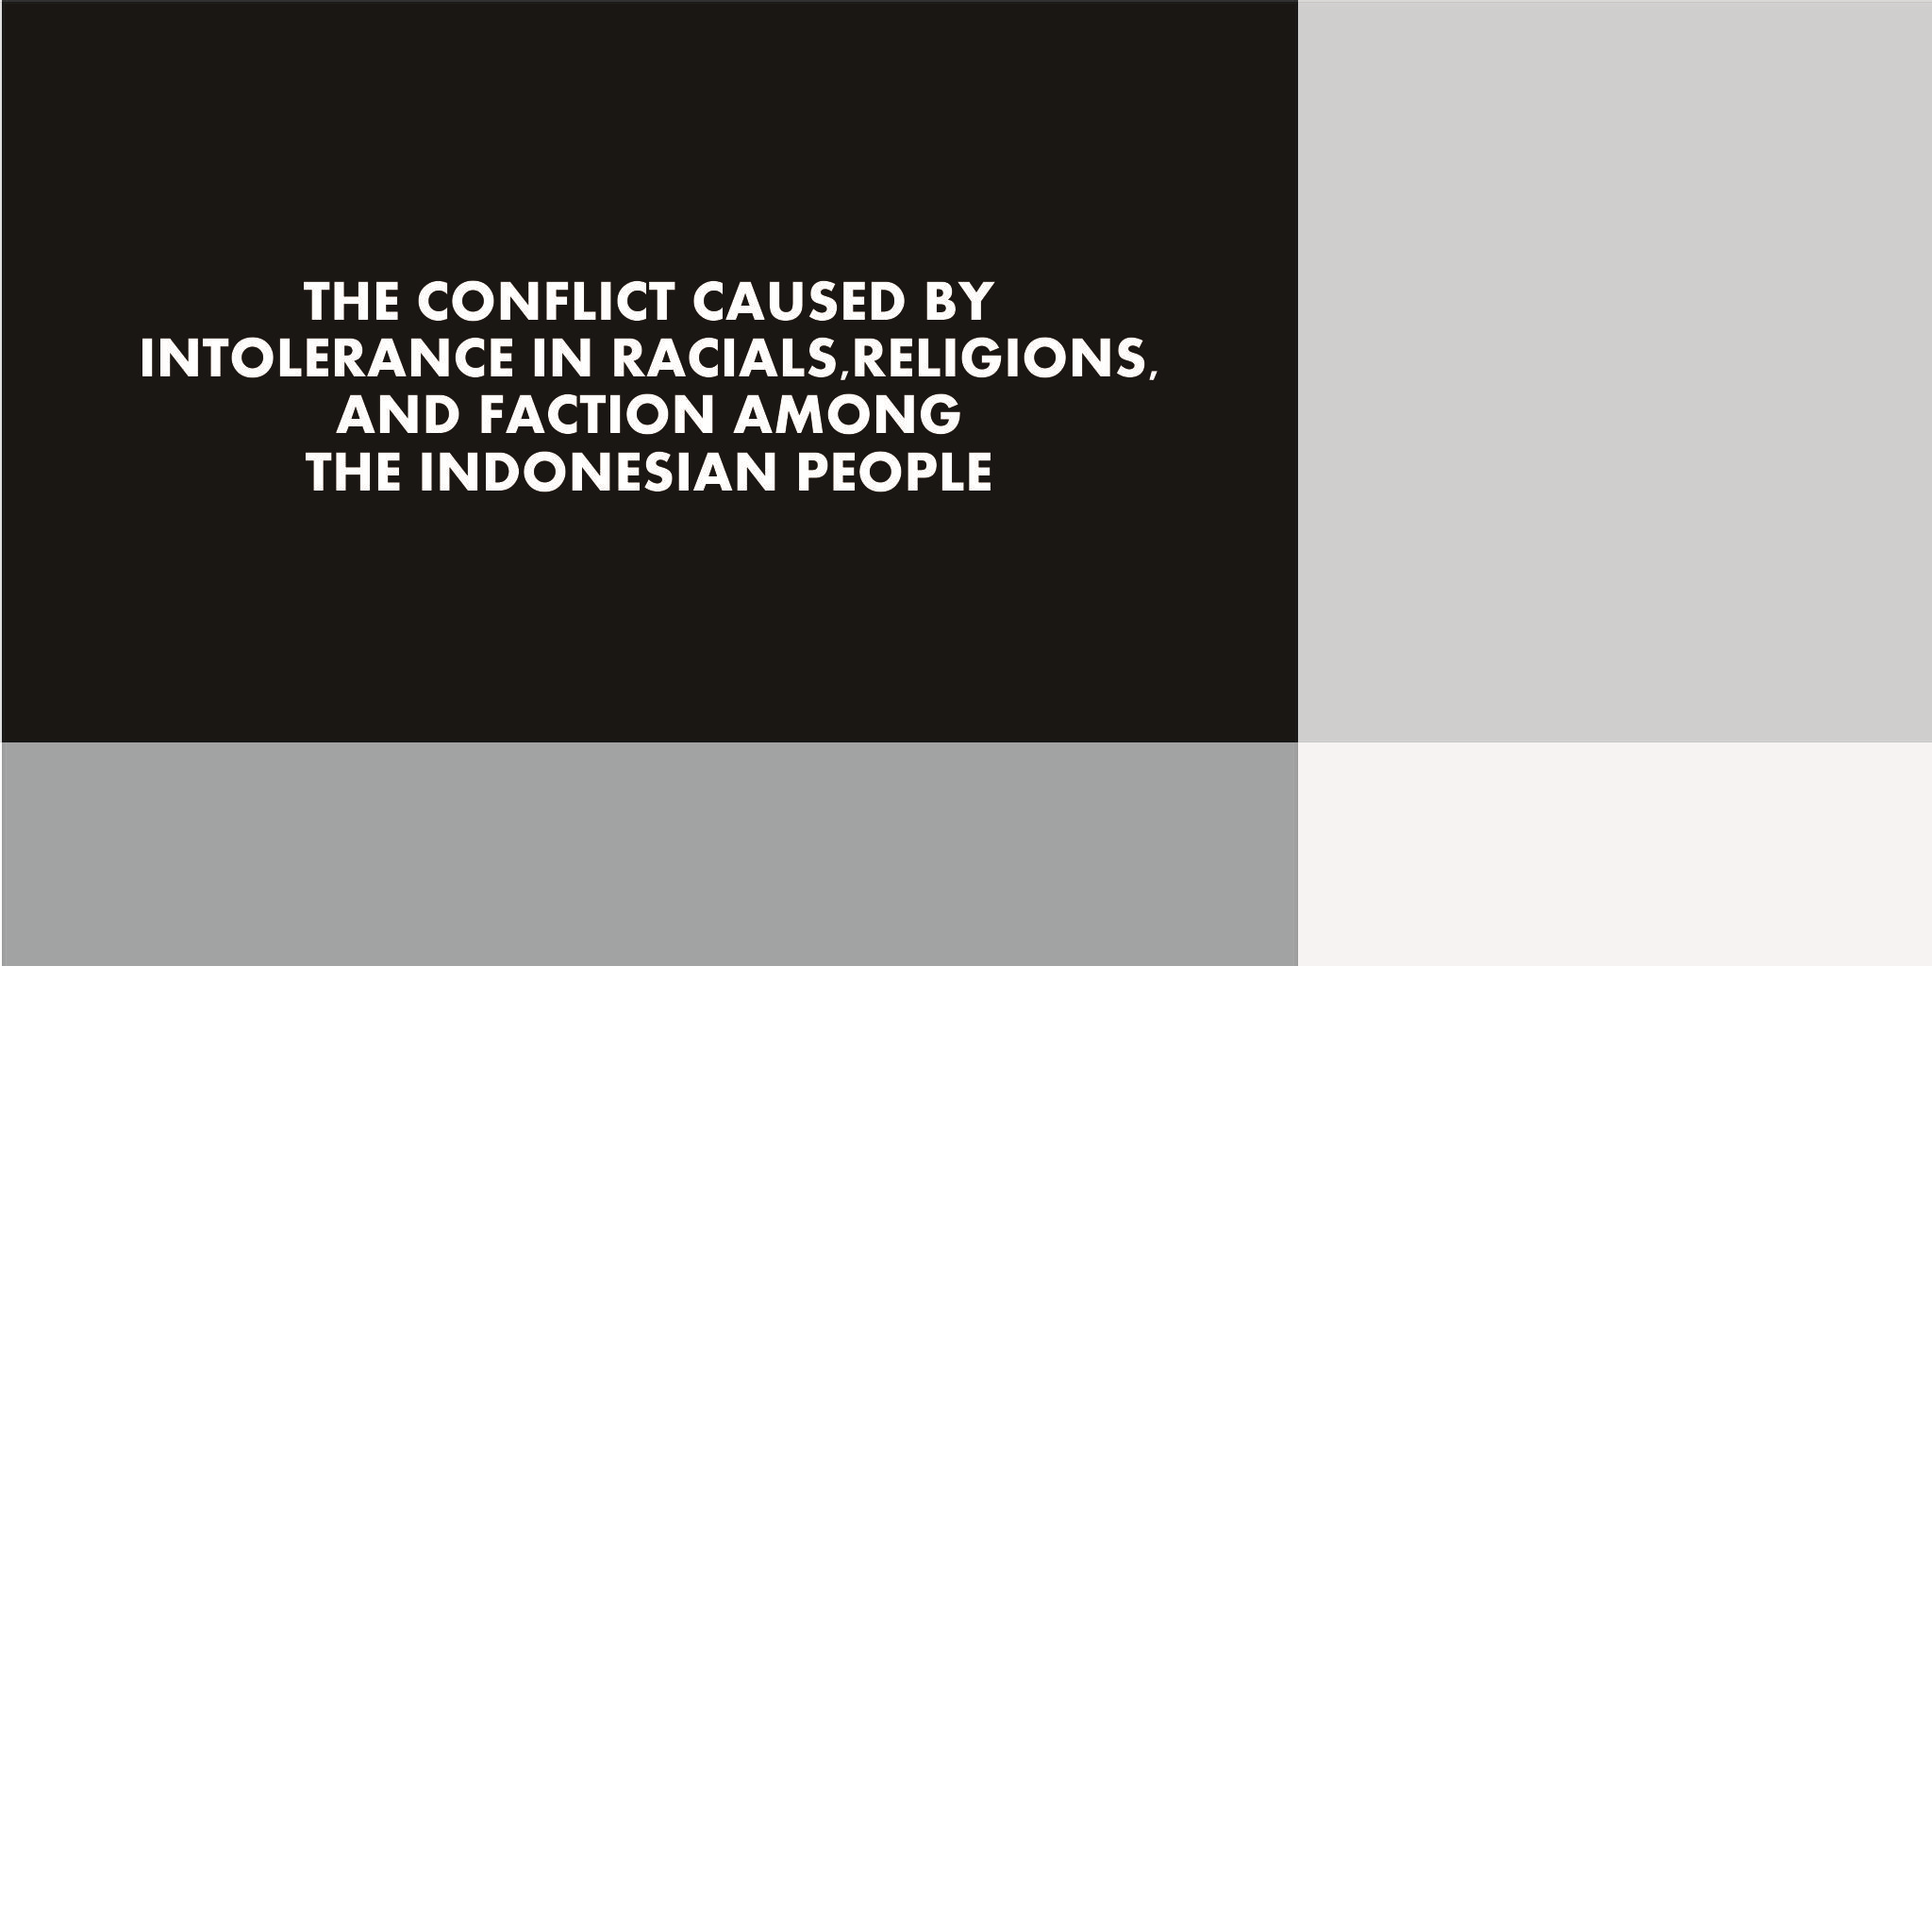 THE CONFLICT CAUSED BY
INTOLERANCE IN RACIALS,RELIGIONS,
AND FACTION AMONG
THE INDONESIAN PEOPLE